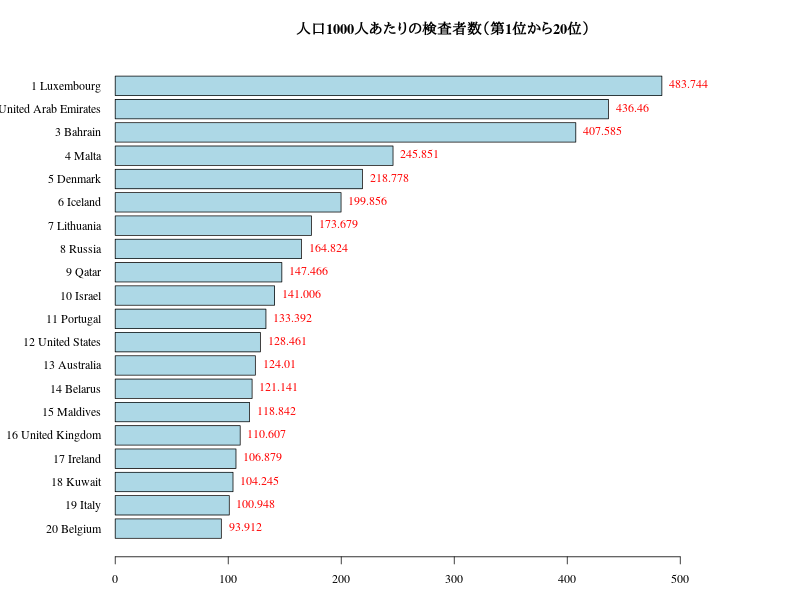 人口1000人あたりの検査者数（第1位から20位）
1 Luxembourg 483.744
United Arab Emirates 436.46
3 Bahrain 407.585
4 Malta 245.851
5 Denmark 218.778
6 Iceland 199.856
7 Lithuania 173.679
8 Russia 164.824
9 Qatar 147.466
10 Israel 141.006
11 Portugal 133.392
12 United States 128.461
13 Australia 124.01
14 Belarus 121.141
15 Maldives 118.842
16 United Kingdom 110.607
17 Ireland 106.879
18 Kuwait 104.245
19 Italy 100.948
20 Belgium 93.912
0 100 200 300 400 500